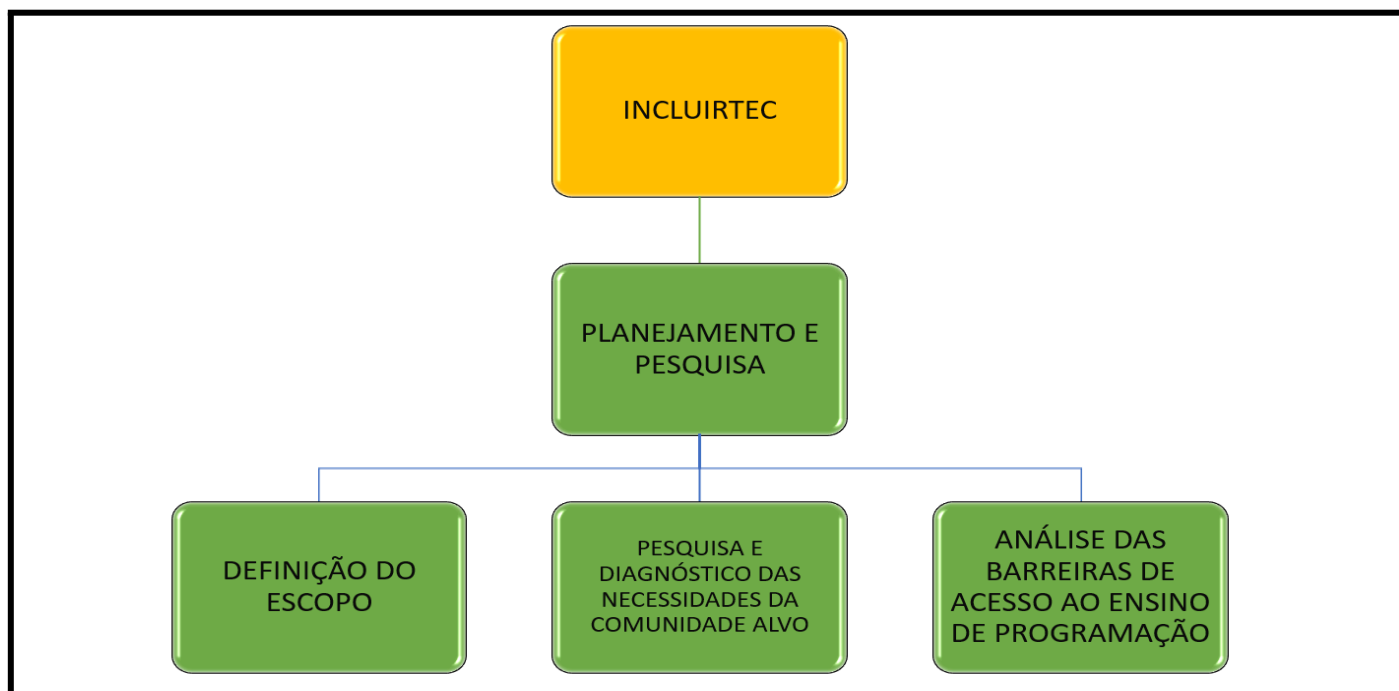 INCLUIRTEC
PLANEJAMENTO E
PESQUISA
DEFINIÇÃO DO
ESCOPO
PESQUISA E
DIAGNÓSTICO DAS
NECESSIDADES DA
COMUNIDADE ALVO
ANÁLISE DAS
BARREIRAS DE
ACESSO AO ENSINO
DE PROGRAMAÇÃO